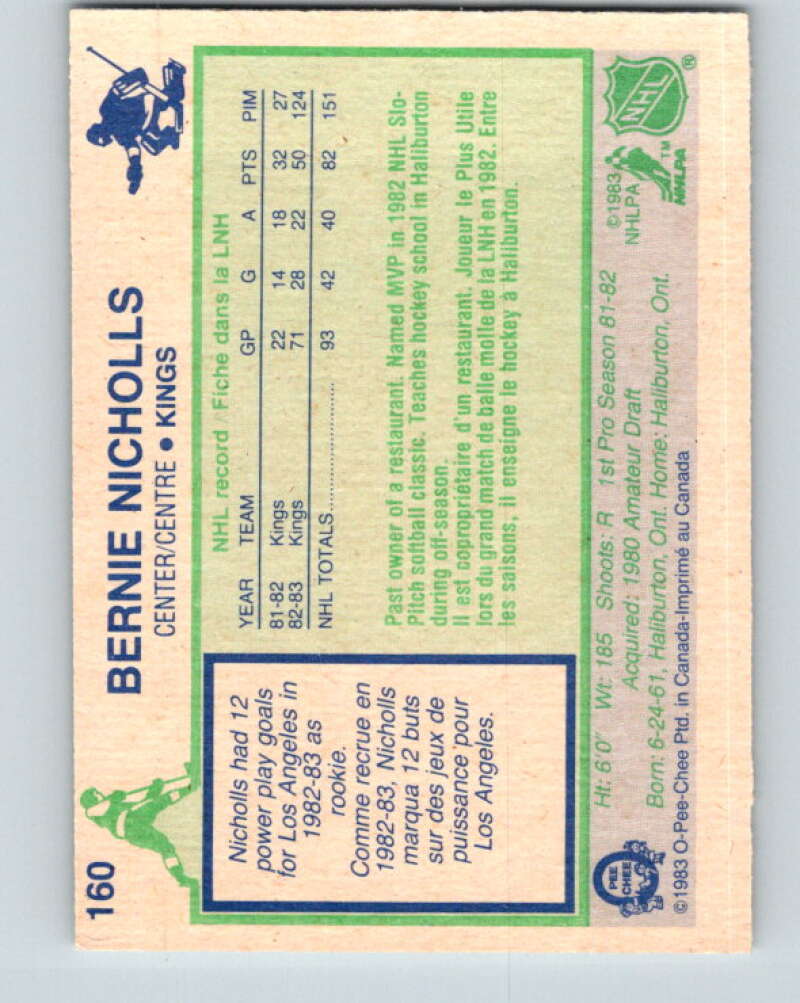 160
BERNIE NICHOLLS
CENTER/CENTRE • KINGS
Nicholls had 12
power play goals
for Los Angeles in
1982-83 as
rookie.
Comme recrue en
1982-83, Nicholls
marqua 12 buts
sur des jeux de
puissance pour
Los Angeles.
NHL record / Fiche dans la LNH
YEAR TEAM GP G A PTS PIM
81-82 Kings 22 14 18 32 27
82-83 Kings 71 28 22 50 124
NHL TOTALS 93 42 40 82 151
Past owner of a restaurant. Named MVP in 1982 NHL Slo-
Pitch softball classic. Teaches hockey school in Haliburton
during off-season.
Il est copropriétaire d'un restaurant. Joueur le Plus Utile
lors du grand match de balle molle de la LNH en 1982. Entre
les saisons, il enseigne le hockey à Haliburton.
Ht: 6'0" Wt: 185 Shoots: R 1st Pro Season 81-82
Acquired: 1980 Amateur Draft
Born: 6-24-61, Haliburton, Ont. Home: Haliburton, Ont.
©1983 O-Pee-Chee Ptd. in Canada-Imprimé au Canada
O
PEE
CHEE
NHL
®
©1983
NHLPA
TM
NHLPA